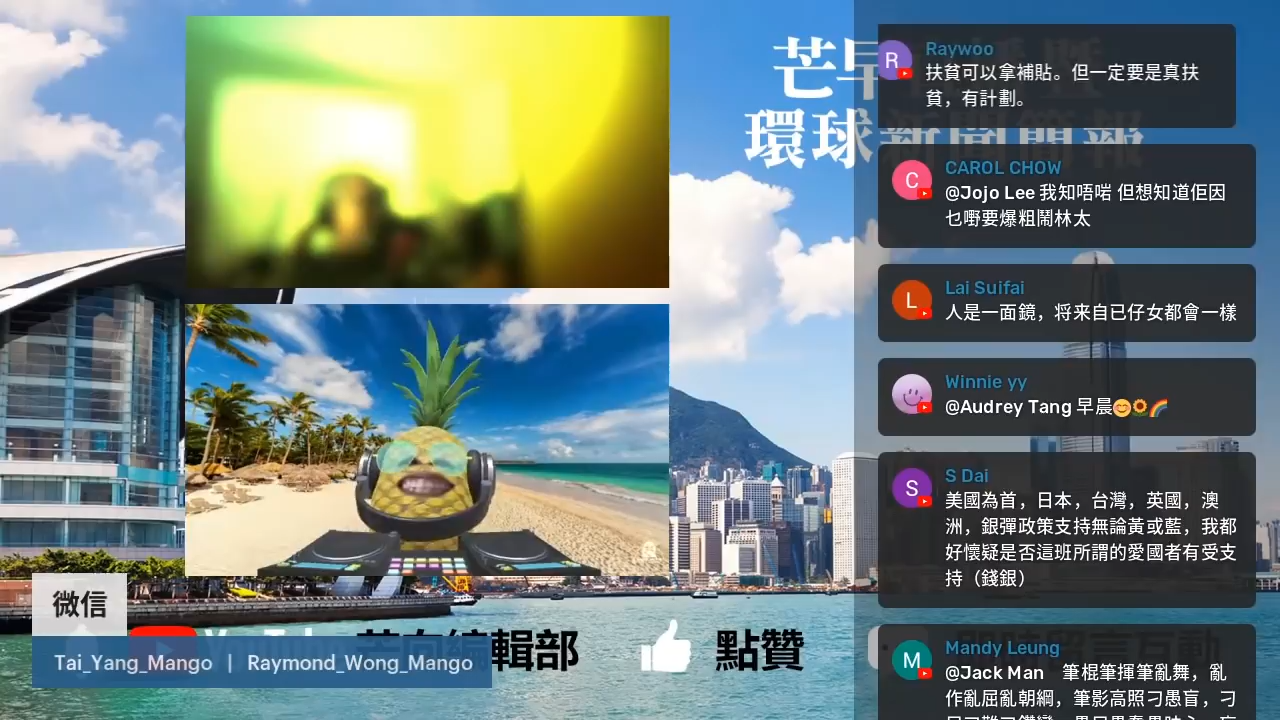 環球新聞簡報
Raywoo
扶貧可以拿補貼。但一定要是真扶
貧，有計劃。
CAROL CHOW
@Jojo Lee 我知唔啱 但想知道佢因
乜嘢要爆粗鬧林太
Lai Suifai
人是一面鏡，将来自已仔女都會一樣
Winnie yy
@Audrey Tang 早晨😊🌻🌈
S Dai
美國為首，日本，台灣，英國，澳
洲，銀彈政策支持無論黃或藍，我都
好懷疑是否這班所謂的愛國者有受支
持（錢銀）
Mandy Leung
@Jack Man 筆棍筆揮筆亂舞，亂
作亂屈亂朝綱，筆影高照刁愚盲，刁
微信
Tai_Yang_Mango | Raymond_Wong_Mango
編輯部
點贊